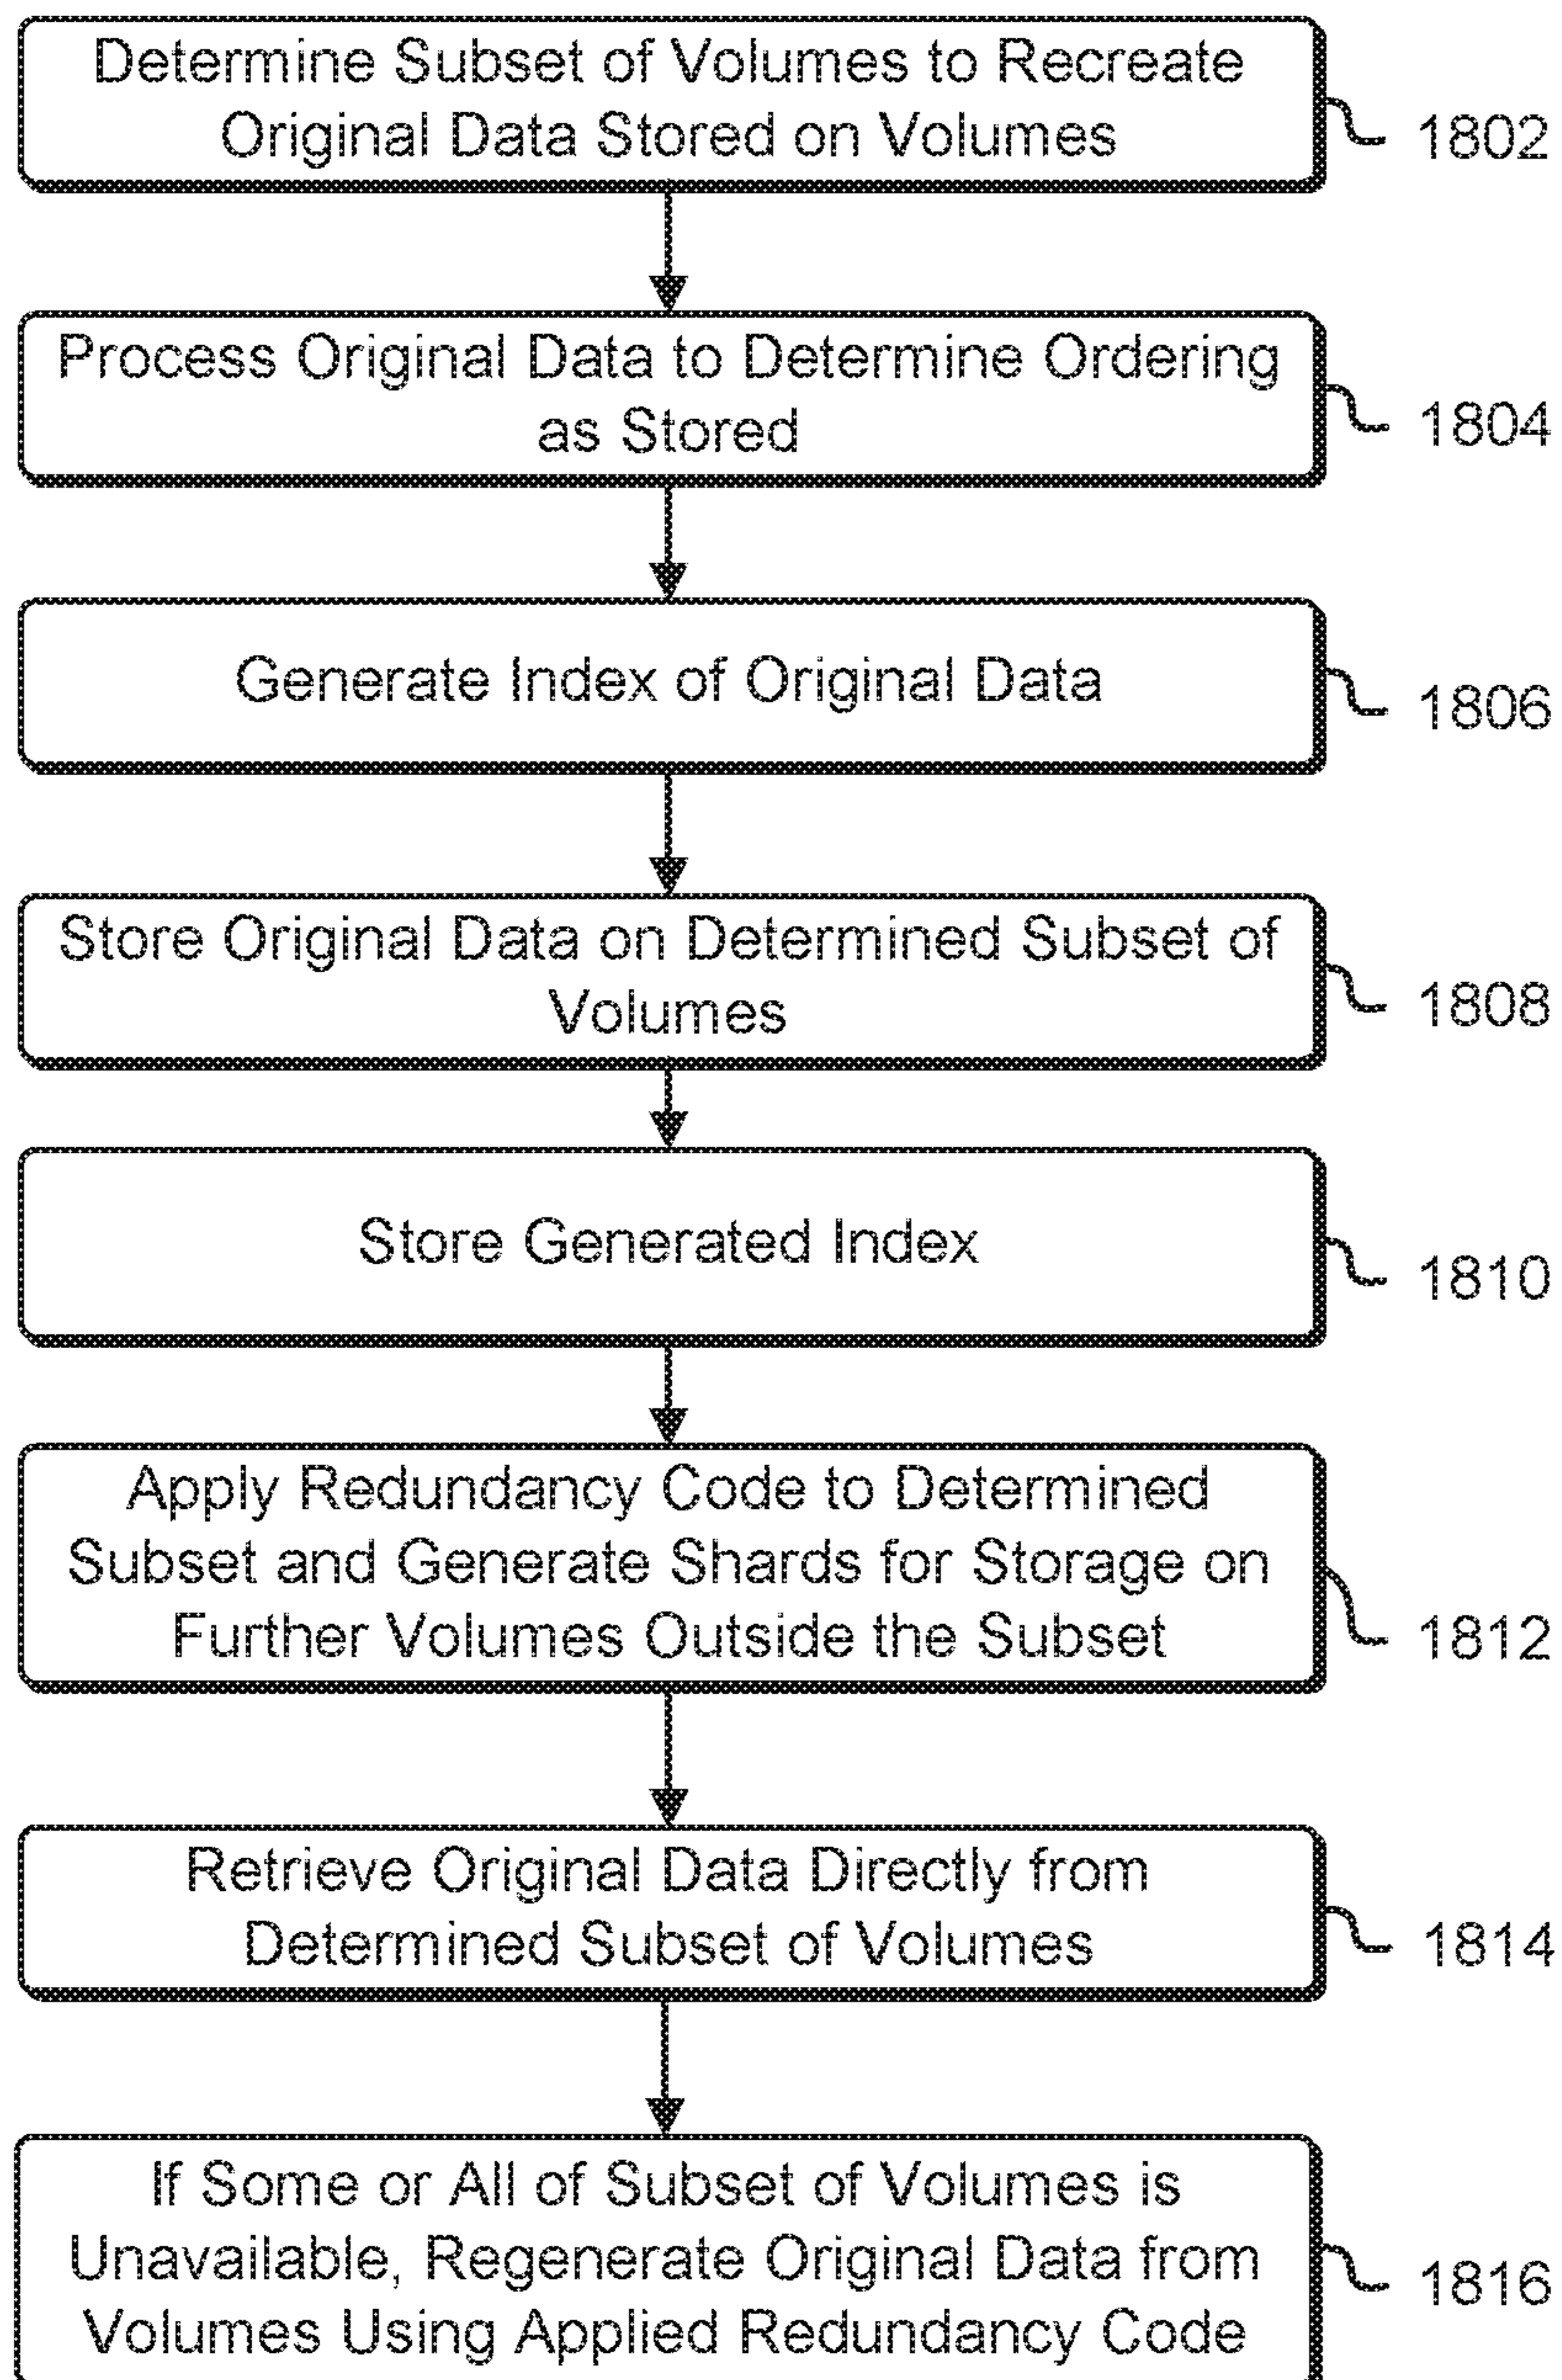 Determine Subset of Volumes to Recreate
Original Data Stored on Volumes
1802
Process Original Data to Determine Ordering
as Stored
1804
Generate Index of Original Data
1806
Store Original Data on Determined Subset of
Volumes
1808
Store Generated Index
1810
Apply Redundancy Code to Determined
Subset and Generate Shards for Storage on
Further Volumes Outside the Subset
1812
Retrieve Original Data Directly from
Determined Subset of Volumes
1814
If Some or All of Subset of Volumes is
Unavailable, Regenerate Original Data from
Volumes Using Applied Redundancy Code
1816